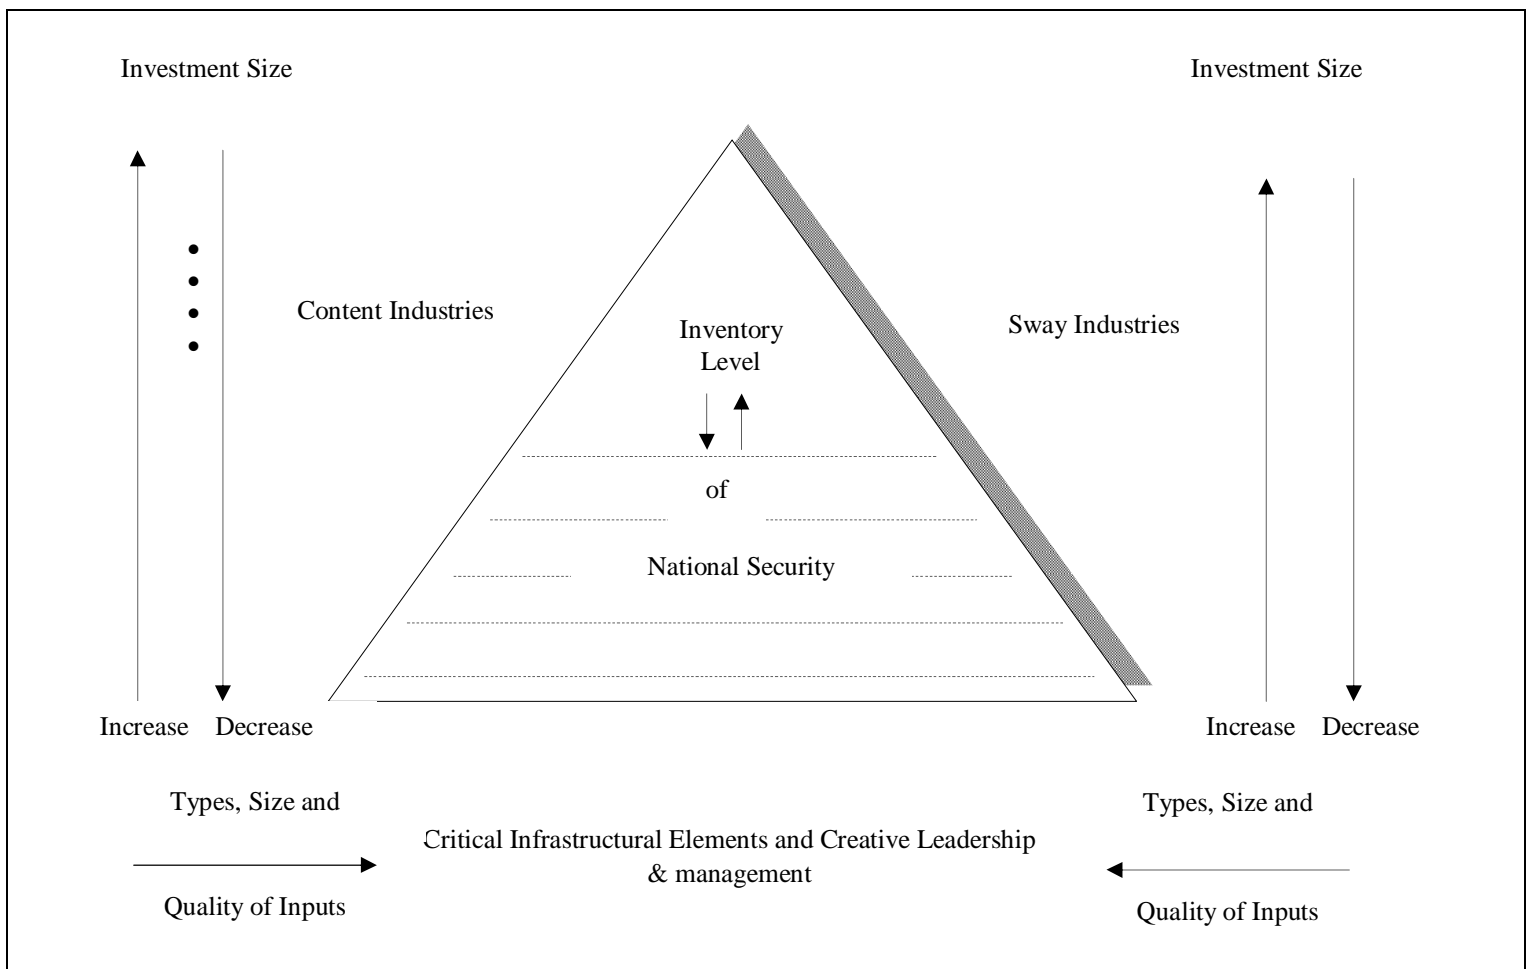 Investment Size
Investment Size
Content Industries
Inventory
Level
Sway Industries
of
National Security
Increase Decrease
Increase Decrease
Types, Size and
Types, Size and
Critical Infrastructural Elements and Creative Leadership
& management
Quality of Inputs
Quality of Inputs